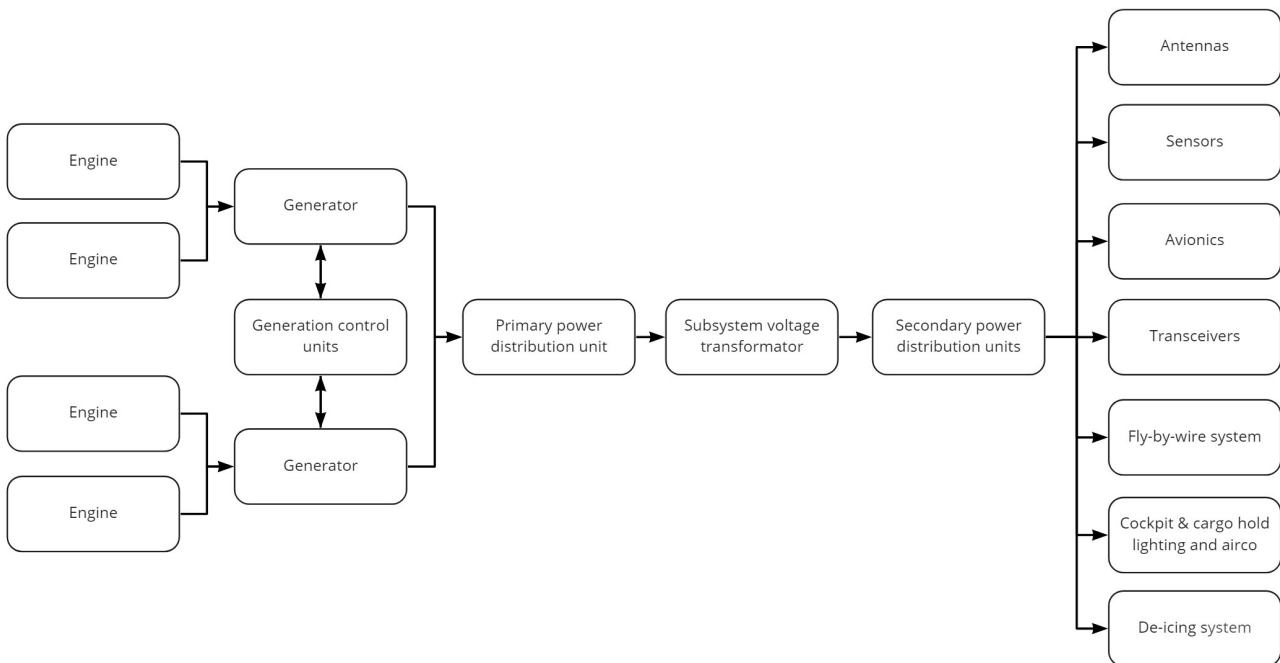 Engine
Engine
Engine
Engine
Generator
Generation control
units
Generator
Primary power
distribution unit
Subsystem voltage
transformator
Secondary power
distribution units
Antennas
Sensors
Avionics
Transceivers
Fly-by-wire system
Cockpit & cargo hold
lighting and airco
De-icing system